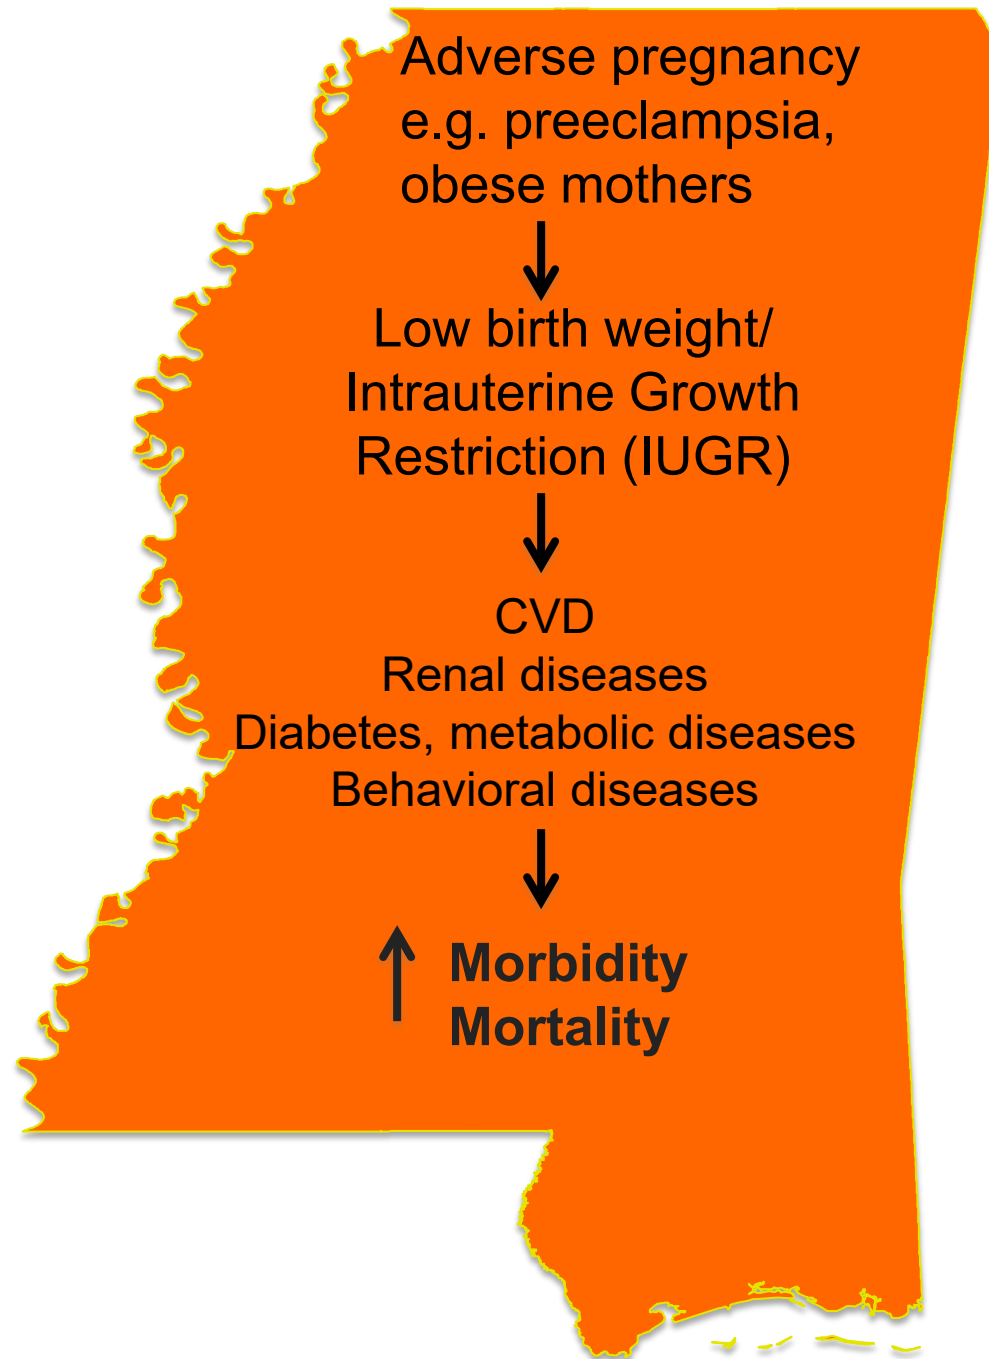 Adverse pregnancy
e.g. preeclampsia,
obese mothers
Low birth weight/
Intrauterine Growth
Restriction (IUGR)
CVD
Renal diseases
Diabetes, metabolic diseases
Behavioral diseases
Morbidity
Mortality